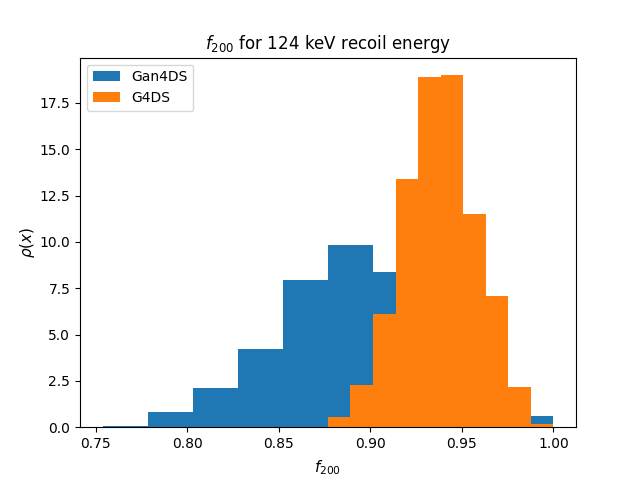 f₂₀₀ for 124 keV recoil energy
Gan4DS
G4DS
17.5
15.0
12.5
10.0
7.5
5.0
2.5
0.0
ρ(x)
0.75 0.80 0.85 0.90 0.95 1.00
f₂₀₀